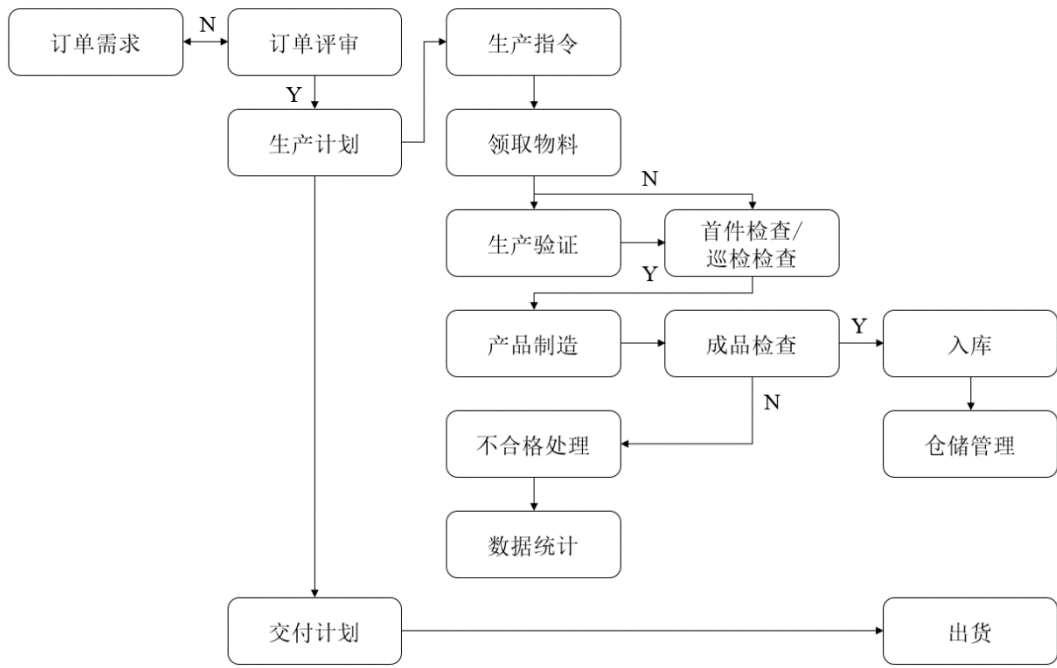 订单需求
N
订单评审
生产指令
Y
生产计划
领取物料
N
生产验证
首件检查/
巡检检查
Y
产品制造
成品检查
Y
入库
N
不合格处理
仓储管理
数据统计
交付计划
出货